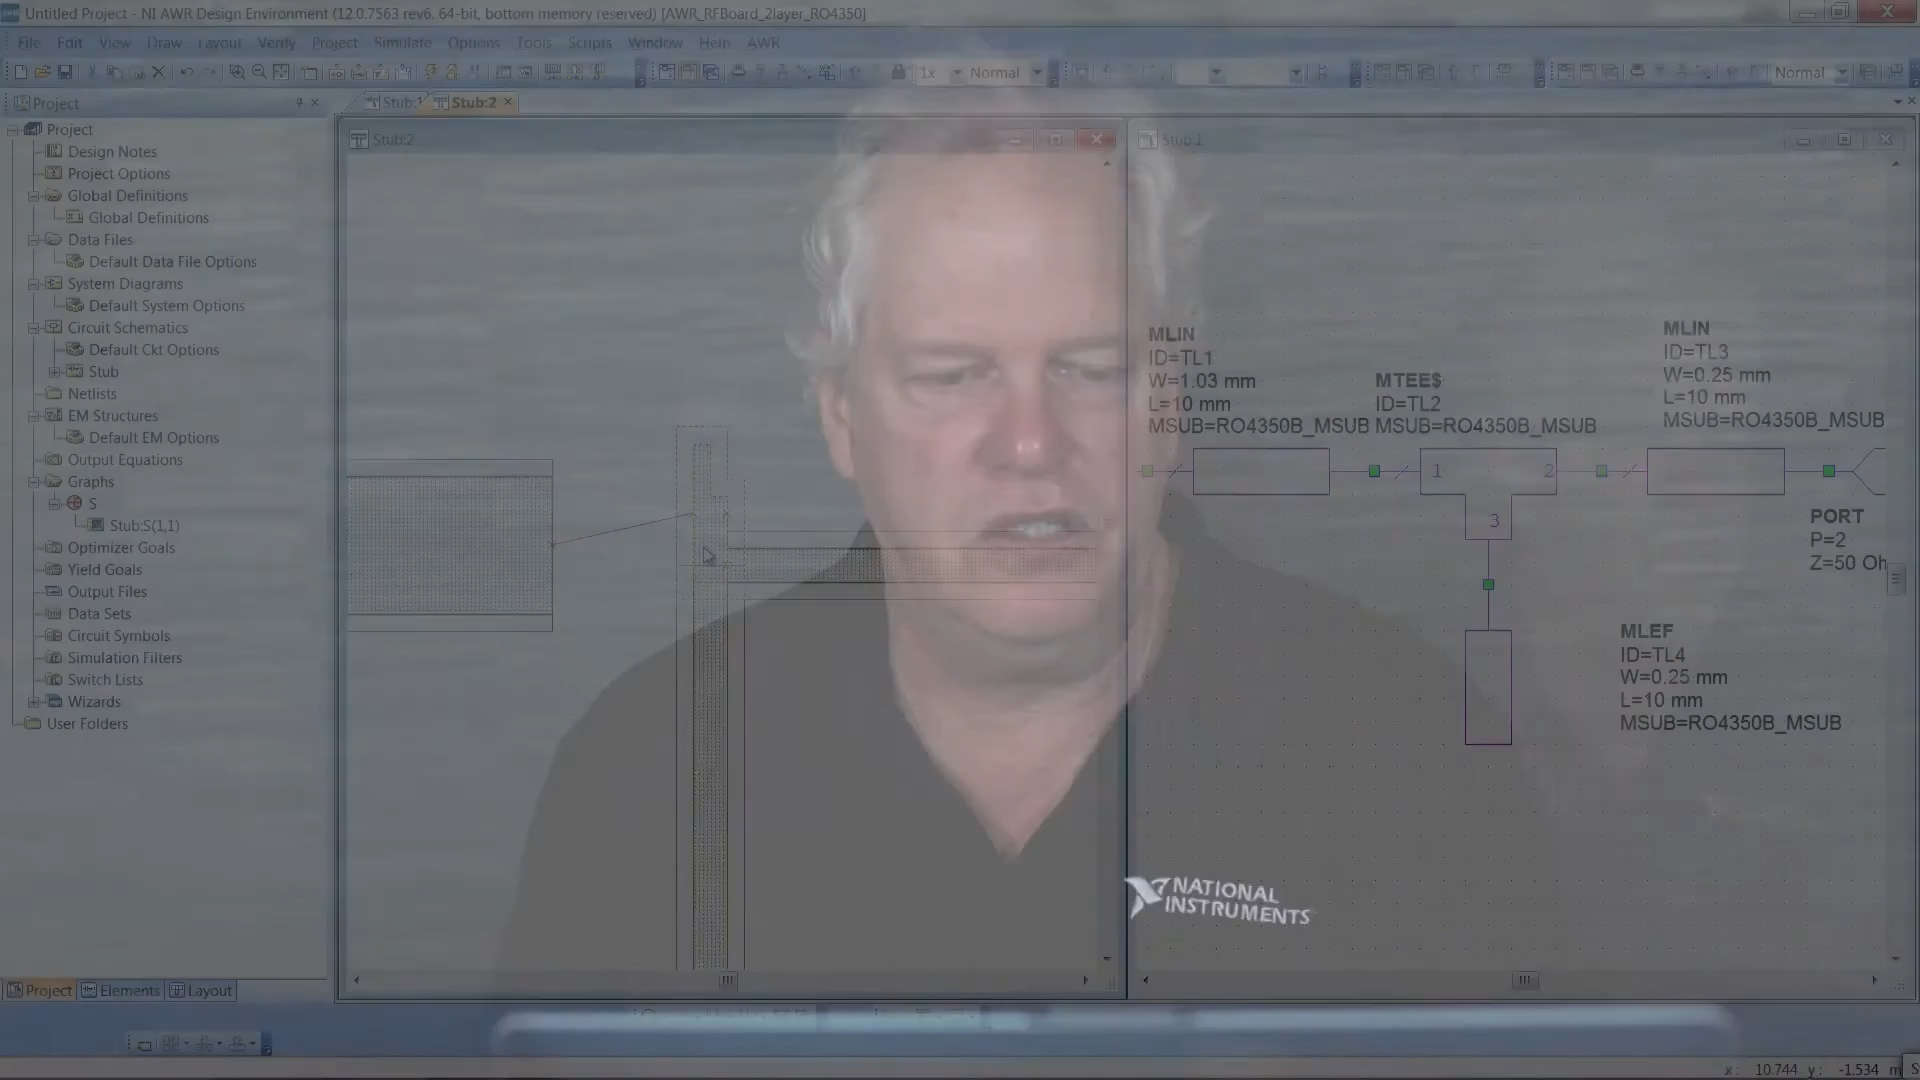 Untitled Project - NI AWR Design Environment (12.0.7563 rev6. 64-bit, bottom memory reserved) [AWR_RFBoard_2layer_RO4350]
File Edit View Draw Layout Verify Project Simulate Options Tools Scripts Window Help AWR
1x Normal Normal
Project
Stub:1 Stub:2
Stub:2
Stub:1
Project
Design Notes
Project Options
Global Definitions
Global Definitions
Data Files
Default Data File Options
System Diagrams
Default System Options
Circuit Schematics
Default Ckt Options
Stub
Netlists
EM Structures
Default EM Options
Output Equations
Graphs
S
Stub:S(1,1)
Optimizer Goals
Yield Goals
Output Files
Data Sets
Circuit Symbols
Simulation Filters
Switch Lists
Wizards
User Folders
MLIN
ID=TL1
W=1.03 mm
L=10 mm
MSUB=RO4350B_MSUB
MTEE$
ID=TL2
MSUB=RO4350B_MSUB
MLIN
ID=TL3
W=0.25 mm
L=10 mm
MSUB=RO4350B_MSUB
1 2
3
PORT
P=2
Z=50 Oh
MLEF
ID=TL4
W=0.25 mm
L=10 mm
MSUB=RO4350B_MSUB
NATIONAL
INSTRUMENTS
Project Elements Layout
x: 10.744 y: -1.534 m S